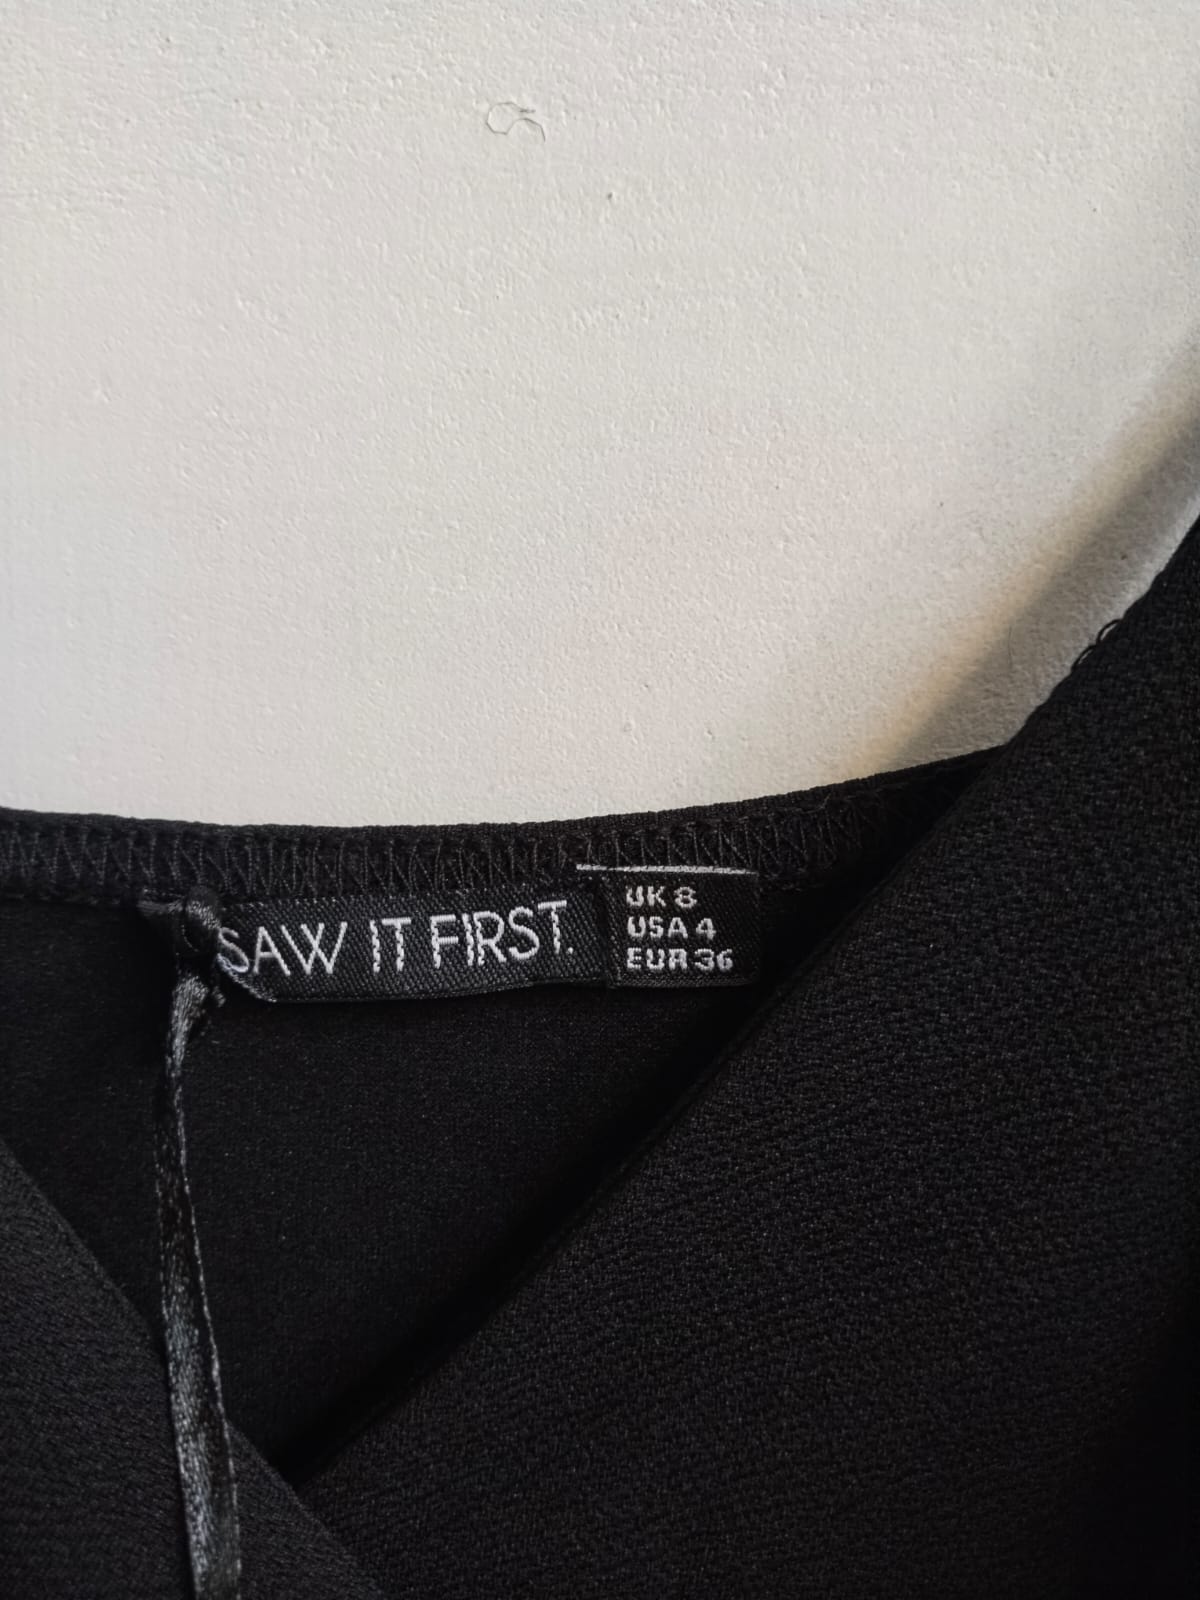 SAW IT FIRST.
UK 8
USA 4
EUR 36